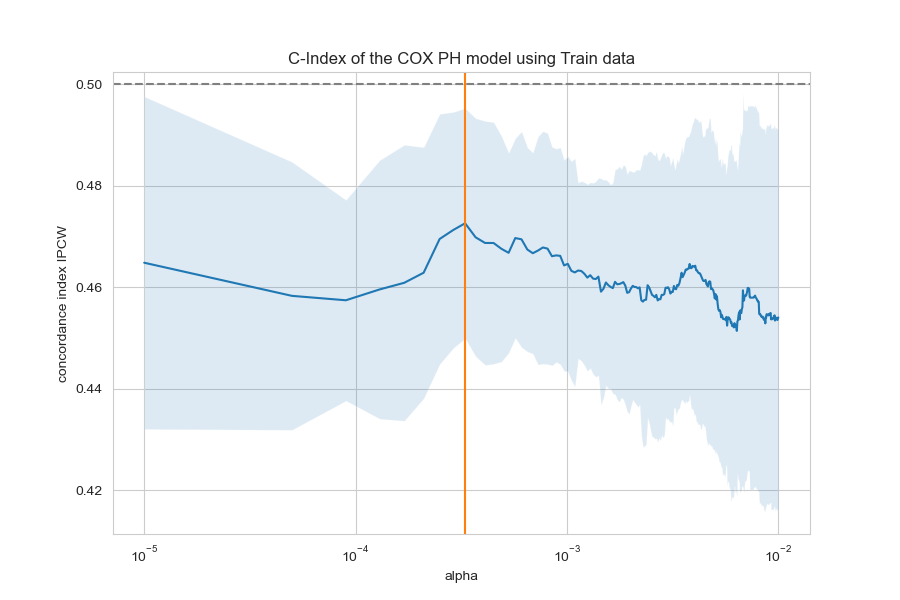 C-Index of the COX PH model using Train data
concordance index IPCW
0.50
0.48
0.46
0.44
0.42
10⁻⁵ 10⁻⁴ 10⁻³ 10⁻²
alpha